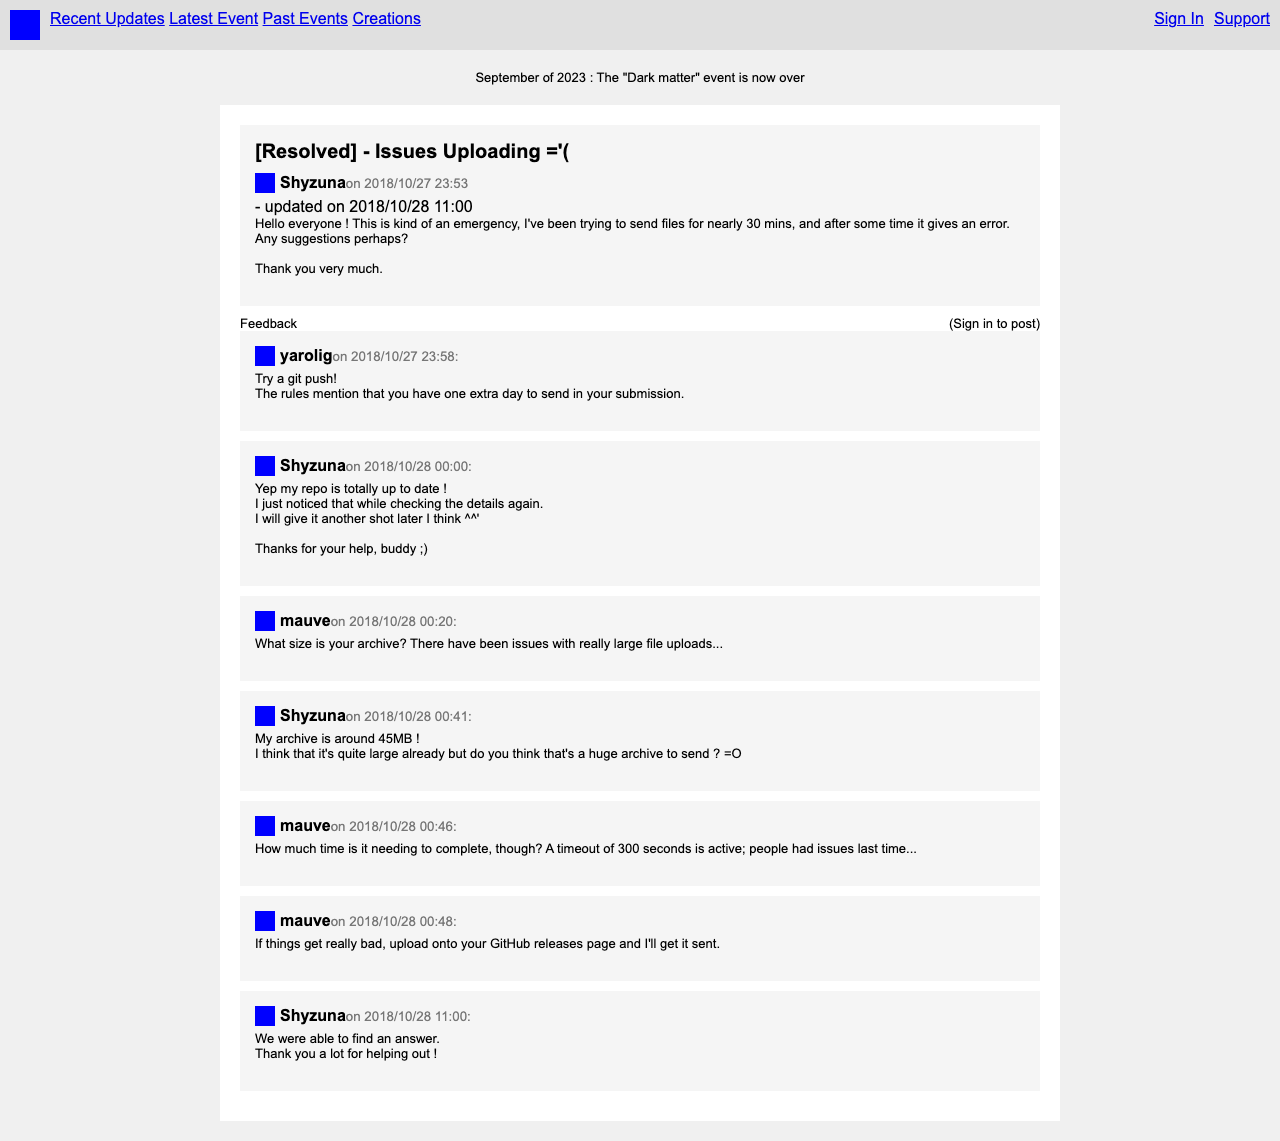 Recent Updates Latest Event Past Events Creations Sign In Support
September of 2023 : The "Dark matter" event is now over
[Resolved] - Issues Uploading ='(
Shyzunaon 2018/10/27 23:53
- updated on 2018/10/28 11:00
Hello everyone ! This is kind of an emergency, I've been trying to send files for nearly 30 mins, and after some time it gives an error.
Any suggestions perhaps?
Thank you very much.
Feedback (Sign in to post)
yaroligon 2018/10/27 23:58:
Try a git push!
The rules mention that you have one extra day to send in your submission.
Shyzunaon 2018/10/28 00:00:
Yep my repo is totally up to date !
I just noticed that while checking the details again.
I will give it another shot later I think ^^'
Thanks for your help, buddy ;)
mauveon 2018/10/28 00:20:
What size is your archive? There have been issues with really large file uploads...
Shyzunaon 2018/10/28 00:41:
My archive is around 45MB !
I think that it's quite large already but do you think that's a huge archive to send ? =O
mauveon 2018/10/28 00:46:
How much time is it needing to complete, though? A timeout of 300 seconds is active; people had issues last time...
mauveon 2018/10/28 00:48:
If things get really bad, upload onto your GitHub releases page and I'll get it sent.
Shyzunaon 2018/10/28 11:00:
We were able to find an answer.
Thank you a lot for helping out !